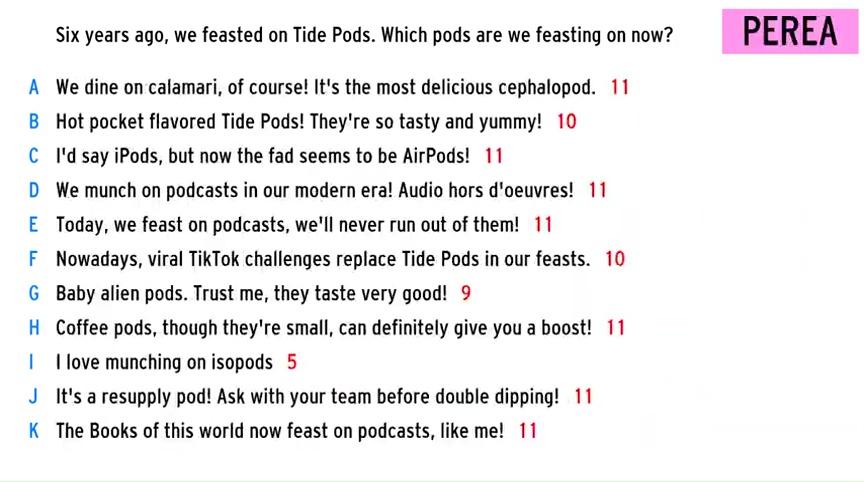 Six years ago, we feasted on Tide Pods. Which pods are we feasting on now?
PEREA
A We dine on calamari, of course! It's the most delicious cephalopod. 11
B Hot pocket flavored Tide Pods! They're so tasty and yummy! 10
C I'd say iPods, but now the fad seems to be AirPods! 11
D We munch on podcasts in our modern era! Audio hors d'oeuvres! 11
E Today, we feast on podcasts, we'll never run out of them! 11
F Nowadays, viral TikTok challenges replace Tide Pods in our feasts. 10
G Baby alien pods. Trust me, they taste very good! 9
H Coffee pods, though they're small, can definitely give you a boost! 11
I I love munching on isopods 5
J It's a resupply pod! Ask with your team before double dipping! 11
K The Books of this world now feast on podcasts, like me! 11